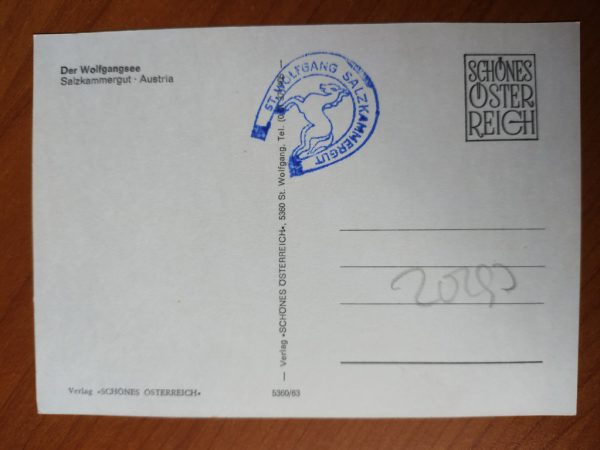 Der Wolfgangsee
Salzkammergut · Austria
ST. WOLFGANG SALZKAMMERGUT
SCHÖNES
ÖSTER
REICH
— Verlag »SCHÖNES ÖSTERREICH«, 5360 St. Wolfgang, Tel.
Verlag »SCHÖNES ÖSTERREICH«
5360/63